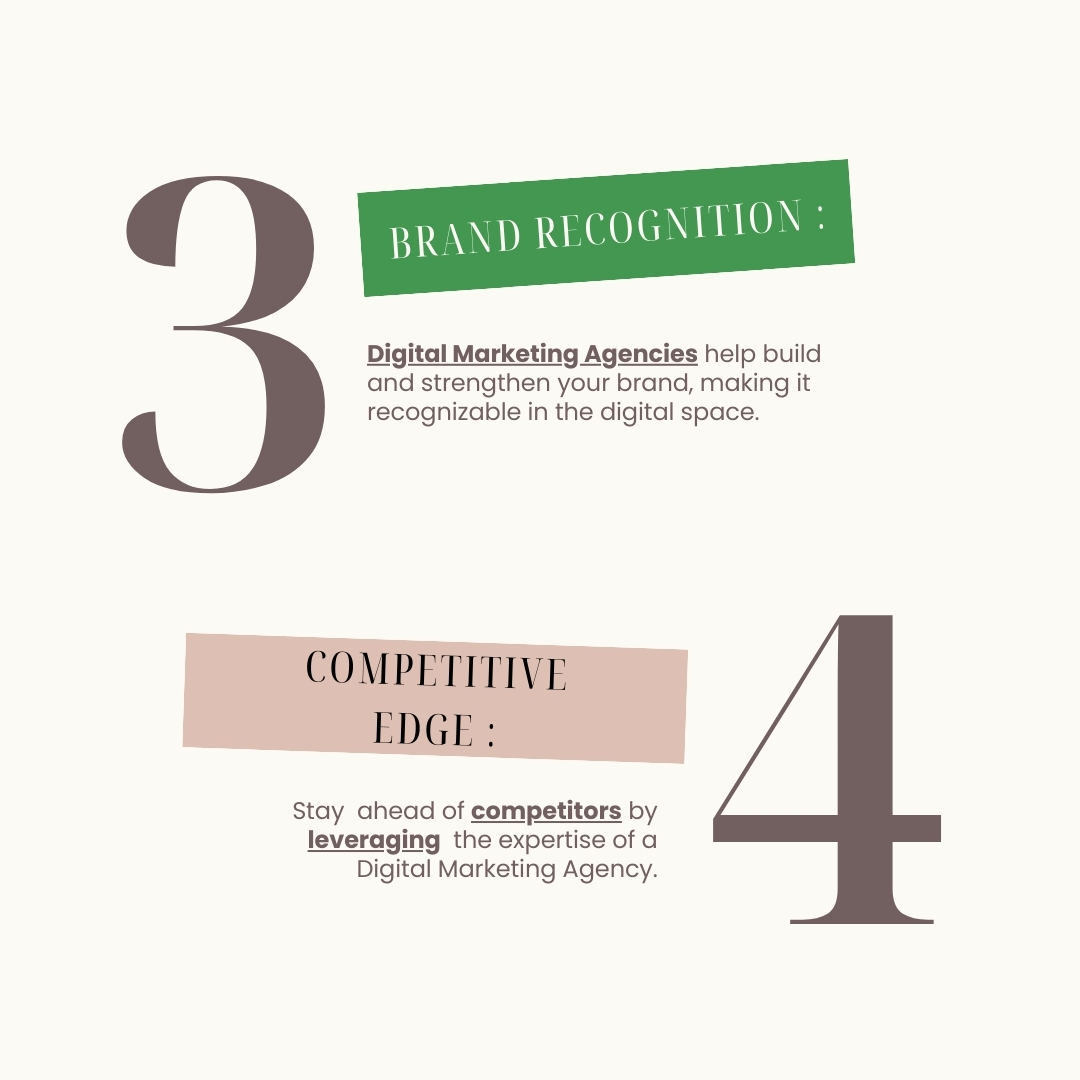 3
BRAND RECOGNITION :
Digital Marketing Agencies help build
and strengthen your brand, making it
recognizable in the digital space.
COMPETITIVE
EDGE :
4
Stay  ahead of competitors by
leveraging  the expertise of a
Digital Marketing Agency.